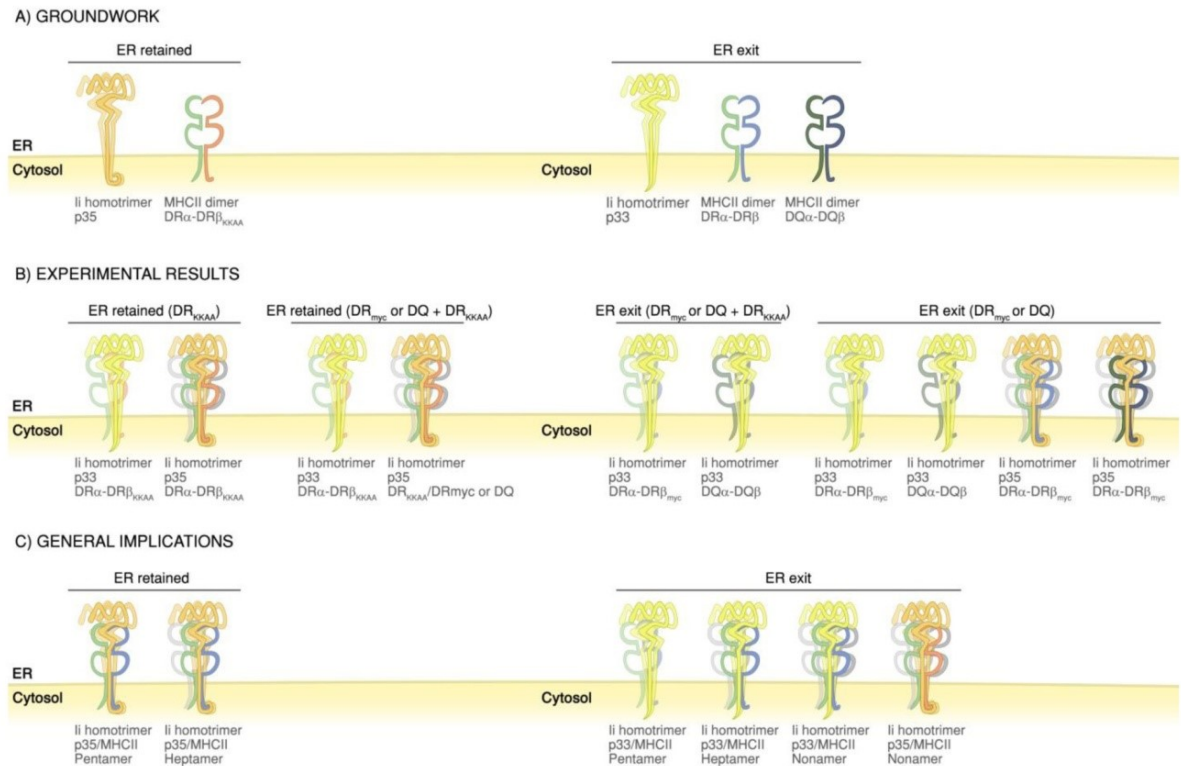 A) GROUNDWORK
ER retained
ER exit
ER
Cytosol
Cytosol
Ii homotrimer
p35
MHCII dimer
DRα-DRβKKAA
Ii homotrimer
p33
MHCII dimer
DRα-DRβ
MHCII dimer
DQα-DQβ
B) EXPERIMENTAL RESULTS
ER retained (DRKKAA)
ER retained (DRmyc or DQ + DRKKAA)
ER exit (DRmyc or DQ + DRKKAA)
ER exit (DRmyc or DQ)
ER
Cytosol
Cytosol
Ii homotrimer
p33
DRα-DRβKKAA
Ii homotrimer
p35
DRα-DRβKKAA
Ii homotrimer
p33
DRα-DRβKKAA
Ii homotrimer
p35
DRKKAA/DRmyc or DQ
Ii homotrimer
p33
DRα-DRβmyc
Ii homotrimer
p33
DQα-DQβ
Ii homotrimer
p33
DRα-DRβmyc
Ii homotrimer
p33
DQα-DQβ
Ii homotrimer
p35
DRα-DRβmyc
Ii homotrimer
p35
DRα-DRβmyc
C) GENERAL IMPLICATIONS
ER retained
ER exit
ER
Cytosol
Cytosol
Ii homotrimer
p35/MHCII
Pentamer
Ii homotrimer
p35/MHCII
Heptamer
Ii homotrimer
p33/MHCII
Pentamer
Ii homotrimer
p33/MHCII
Heptamer
Ii homotrimer
p33/MHCII
Nonamer
Ii homotrimer
p35/MHCII
Nonamer